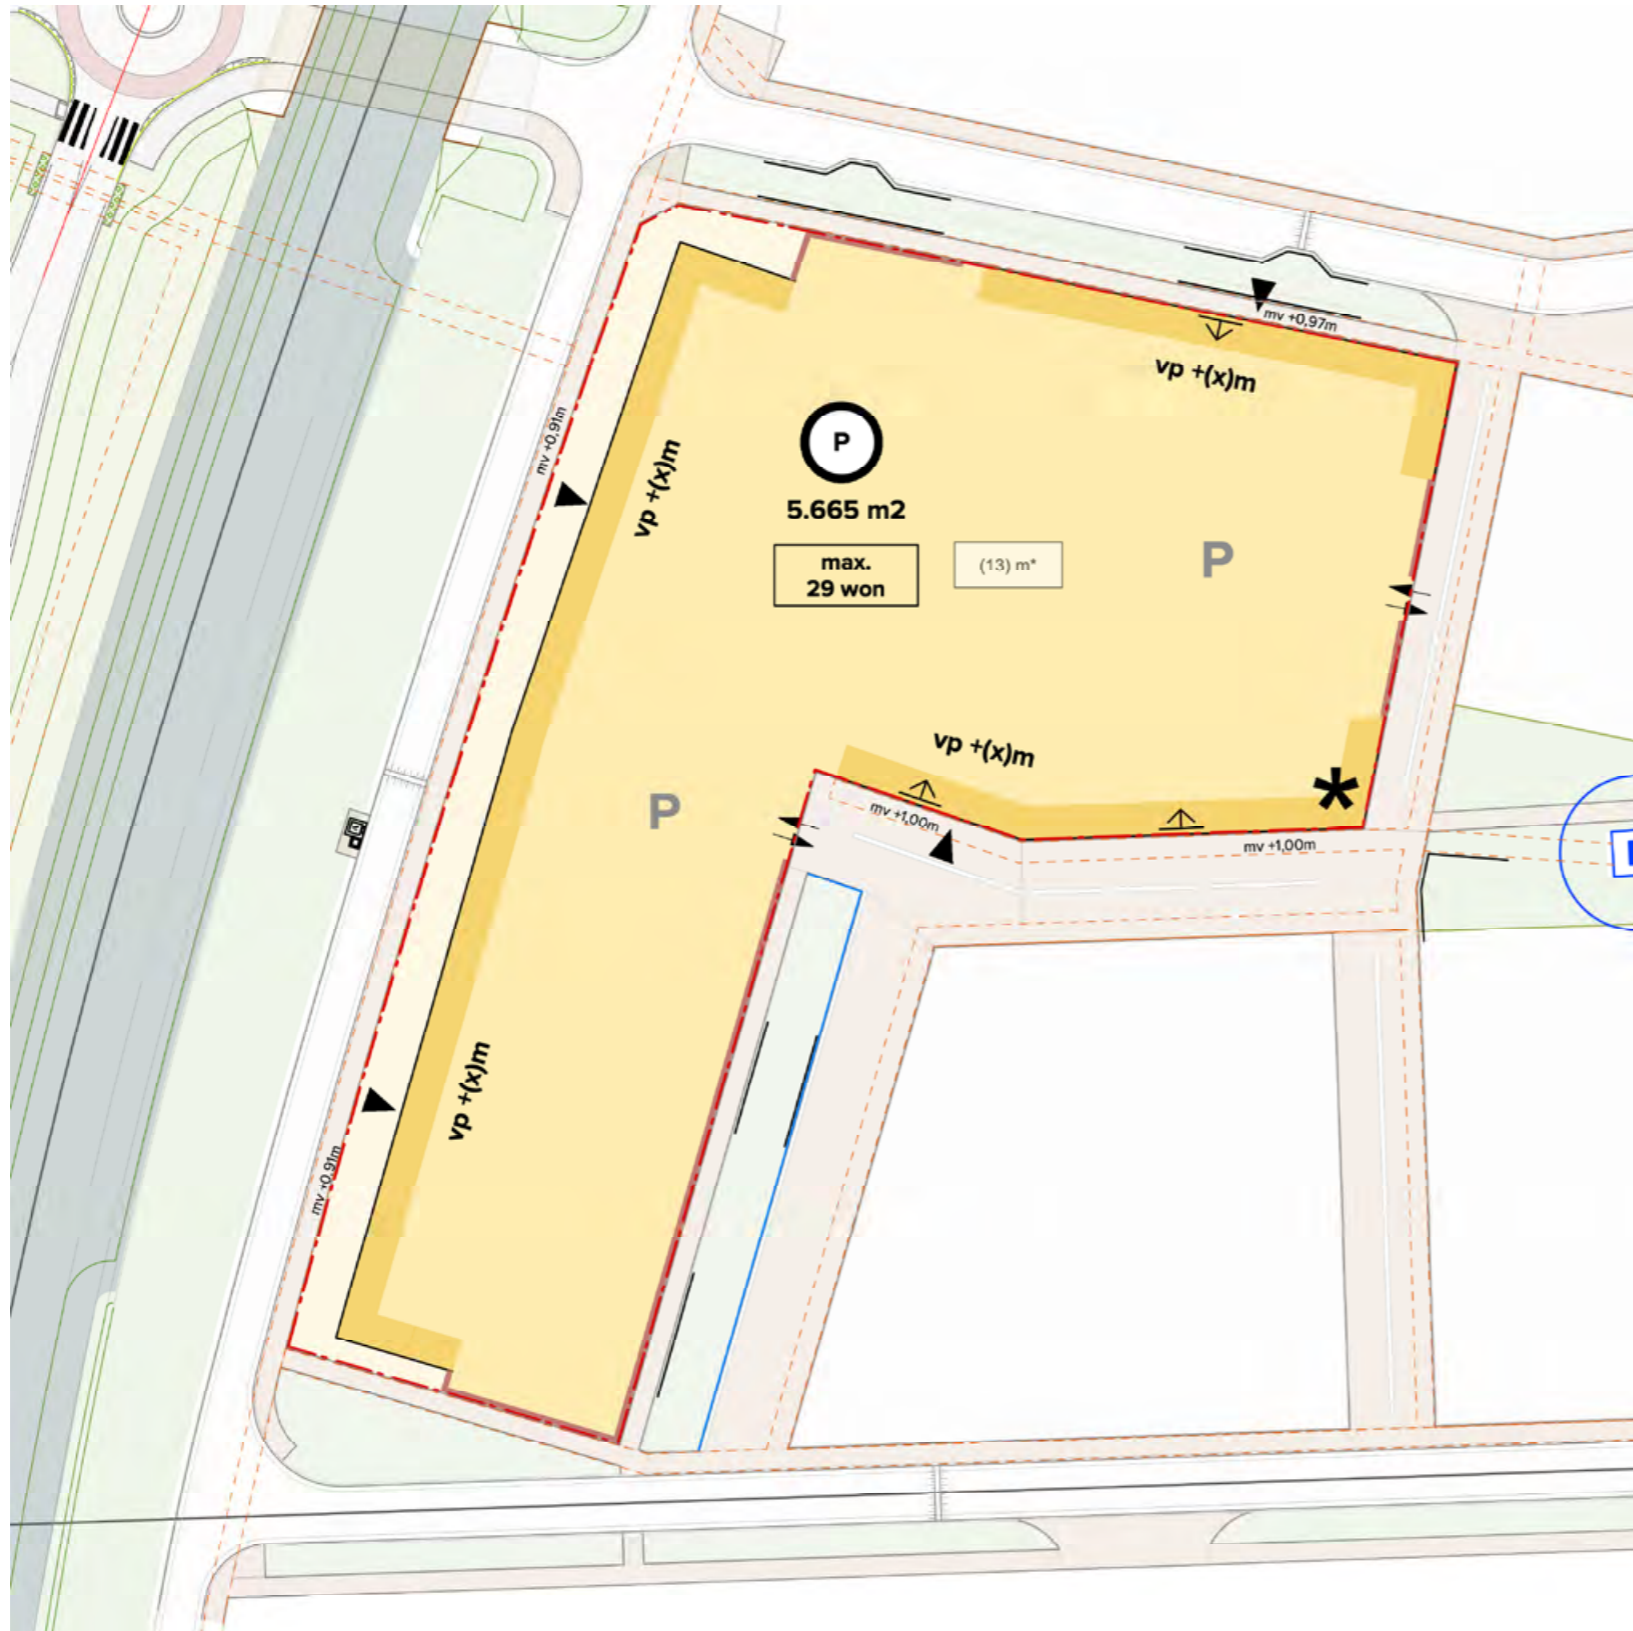 mv +0,97m
vp +(x)m
mv +0,91m
vp +(x)m
P
5.665 m2
max.
29 won
(13) m*
P
vp +(x)m
P
mv +1,00m
mv +1,00m
*
vp +(x)m
mv +0,91m